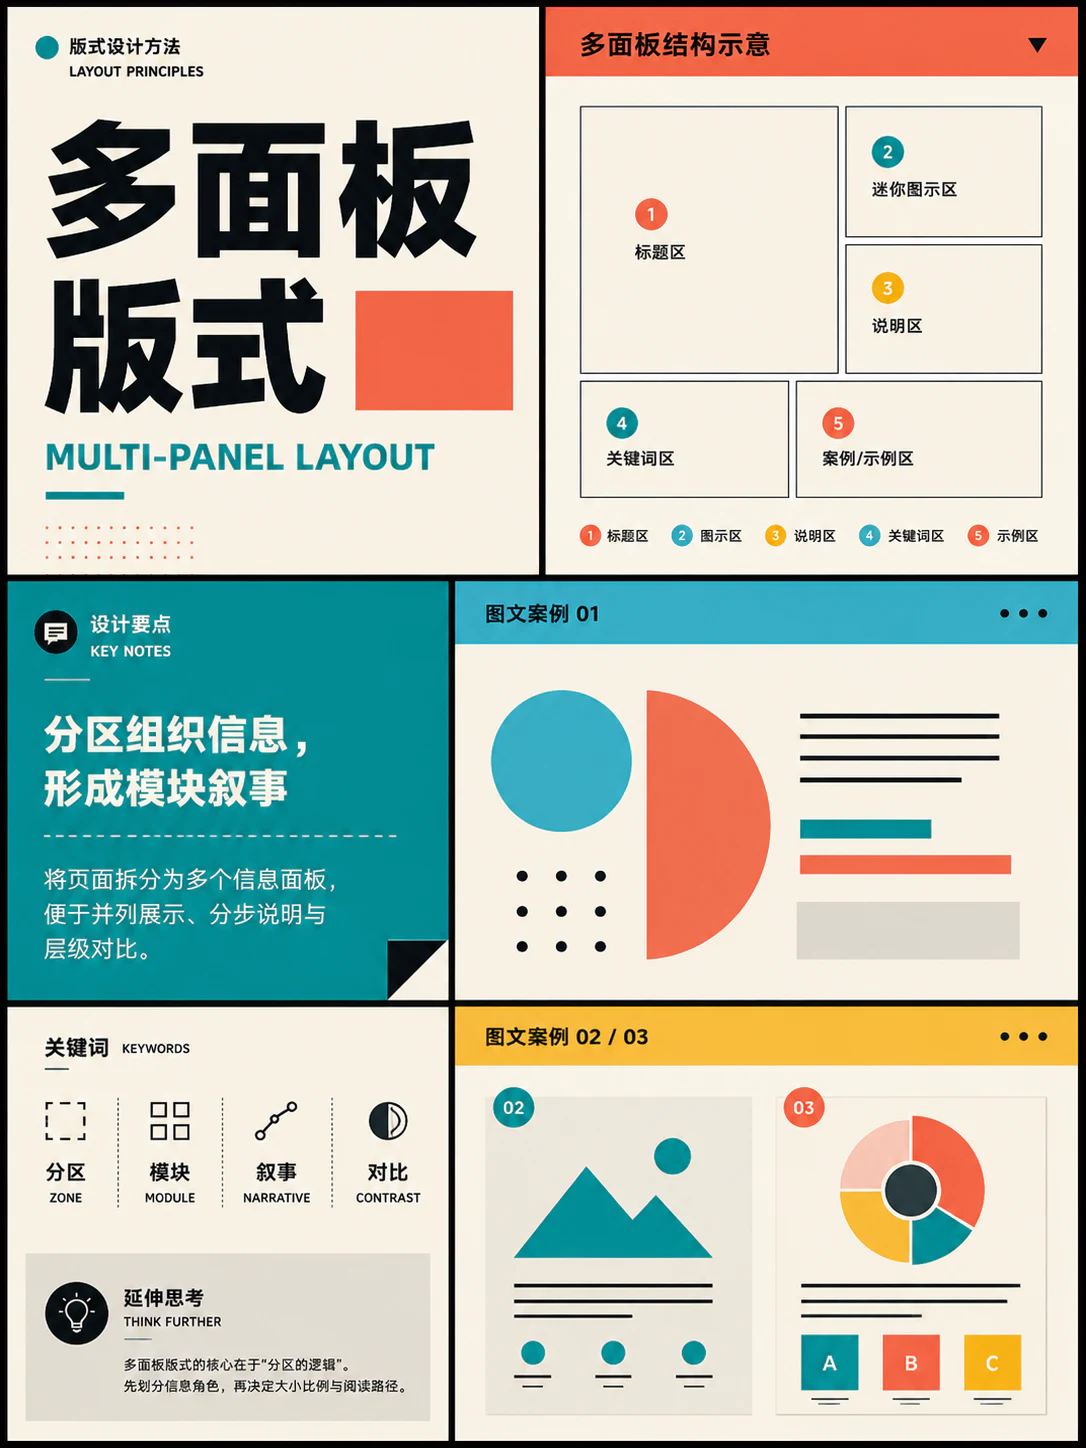 版式设计方法
LAYOUT PRINCIPLES
多面板
版式
MULTI-PANEL LAYOUT
多面板结构示意
1
标题区
2
迷你图示区
3
说明区
4
关键词区
5
案例/示例区
1 标题区 2 图示区 3 说明区 4 关键词区 5 示例区
设计要点
KEY NOTES
分区组织信息，
形成模块叙事
将页面拆分为多个信息面板，
便于并列展示、分步说明与
层级对比。
图文案例 01
关键词 KEYWORDS
分区 模块 叙事 对比
ZONE MODULE NARRATIVE CONTRAST
延伸思考
THINK FURTHER
多面板版式的核心在于“分区的逻辑”。
先划分信息角色，再决定大小比例与阅读路径。
图文案例 02 / 03
02
03
A B C